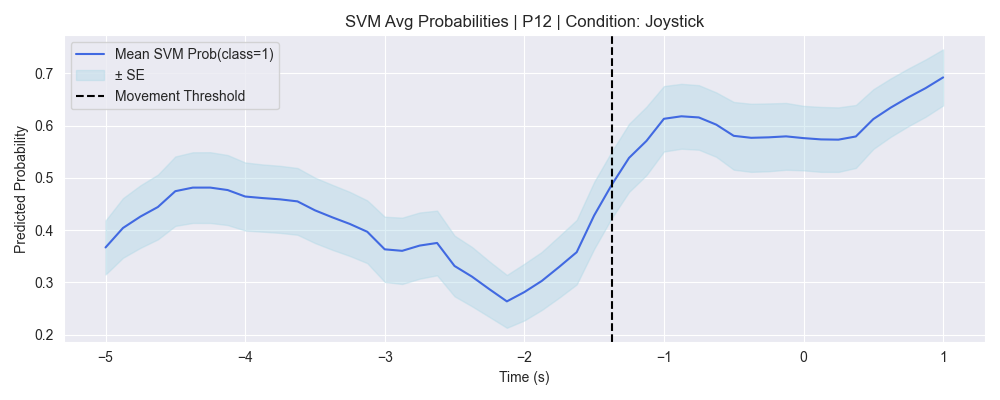 SVM Avg Probabilities | P12 | Condition: Joystick
Mean SVM Prob(class=1)
± SE
Movement Threshold
Predicted Probability
0.7
0.6
0.5
0.4
0.3
0.2
−5
−4
−3
−2
−1
0
1
Time (s)